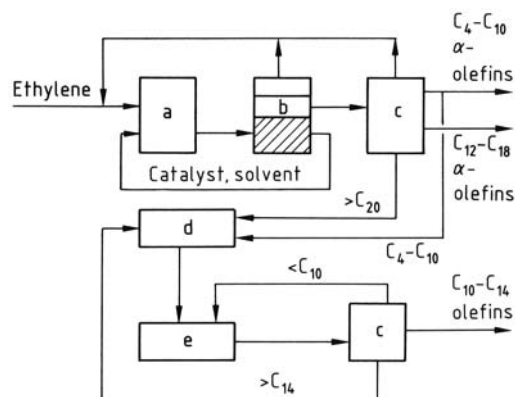 C₄–C₁₀
α-
olefins
Ethylene
a
b
c
C₁₂–C₁₈
α-
olefins
Catalyst, solvent
>C₂₀
d
C₄–C₁₀
<C₁₀
C₁₀–C₁₄
olefins
e
c
>C₁₄